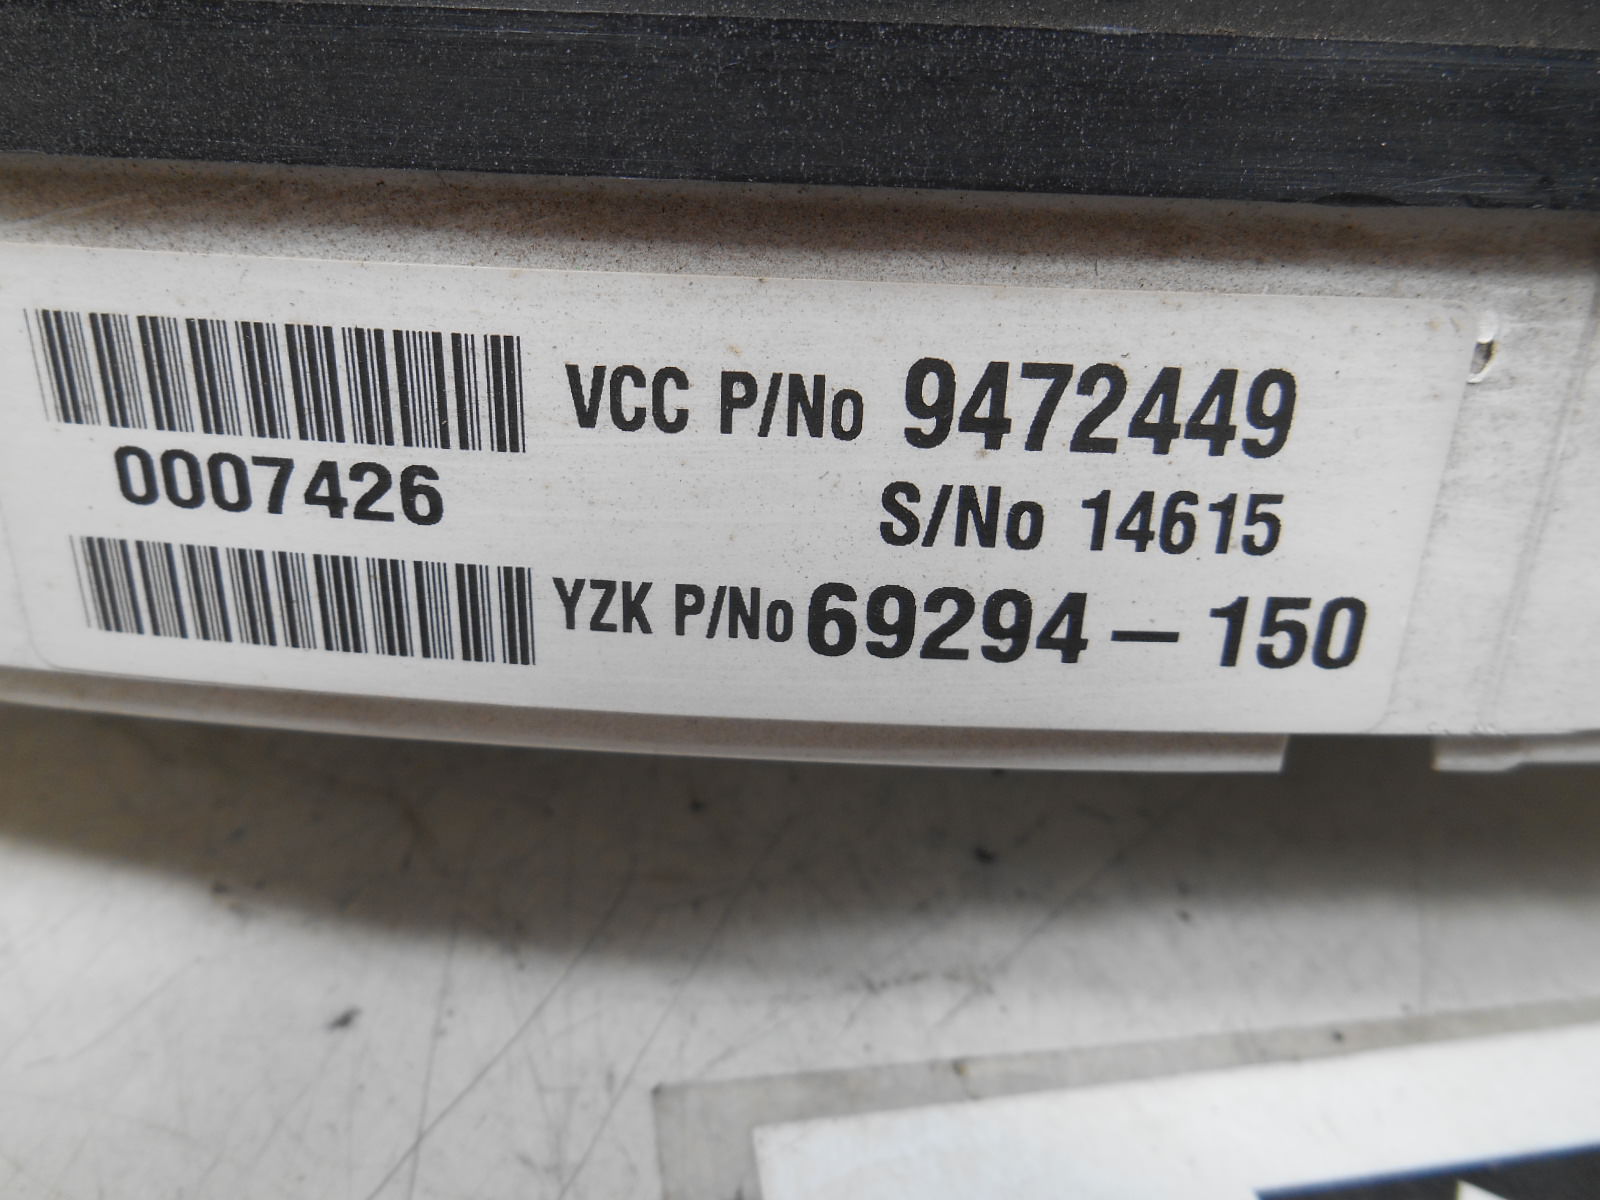 VCC P/No 9472449
0007426
S/No 14615
YZK P/No 69294-150